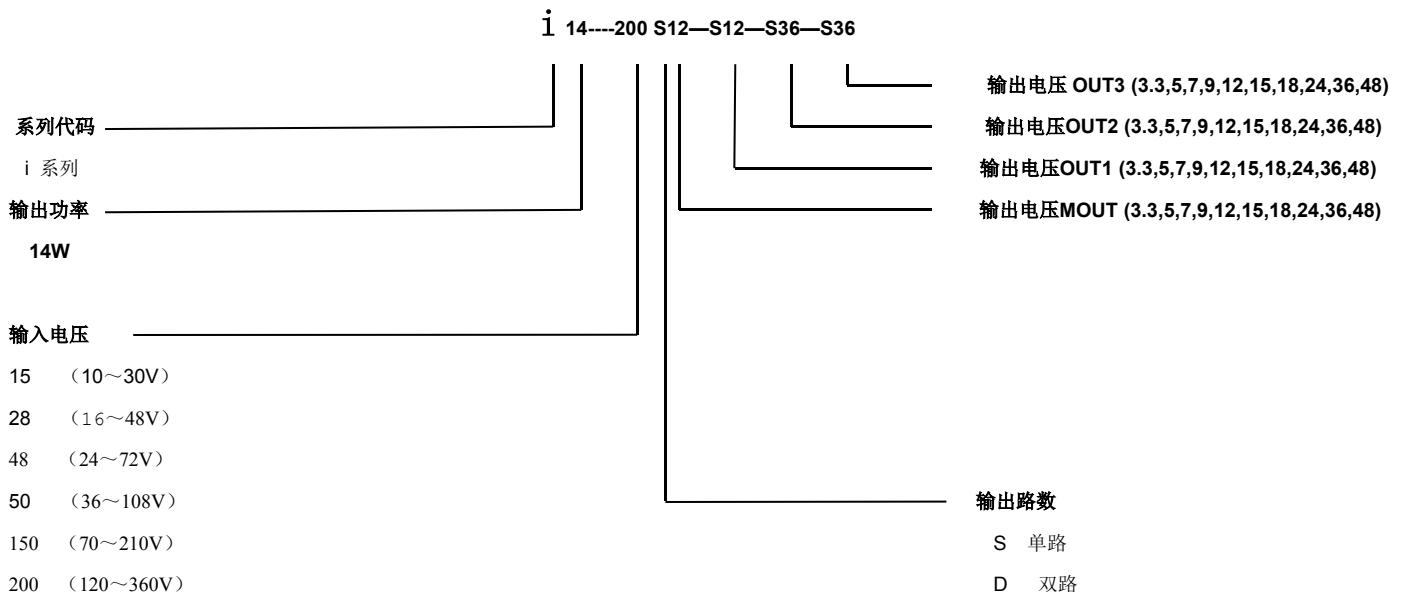 i 14----200 S12—S12—S36—S36
输出电压 OUT3 (3.3,5,7,9,12,15,18,24,36,48)
系列代码
输出电压OUT2 (3.3,5,7,9,12,15,18,24,36,48)
i 系列
输出电压OUT1 (3.3,5,7,9,12,15,18,24,36,48)
输出功率
输出电压MOUT (3.3,5,7,9,12,15,18,24,36,48)
14W
输入电压
15 （10～30V）
28 （16～48V）
48 （24～72V）
50 （36～108V）
输出路数
150 （70～210V）
S 单路
200 （120～360V）
D 双路